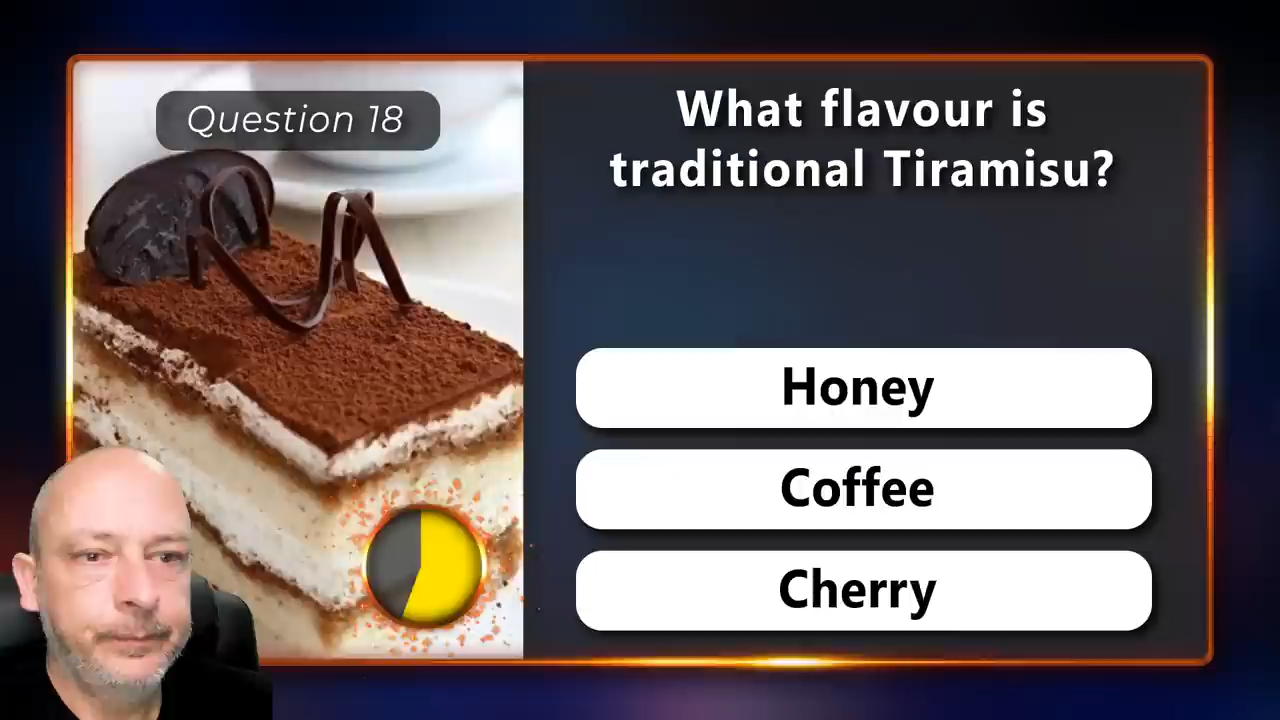 Question 18
What flavour is
traditional Tiramisu?
Honey
Coffee
Cherry